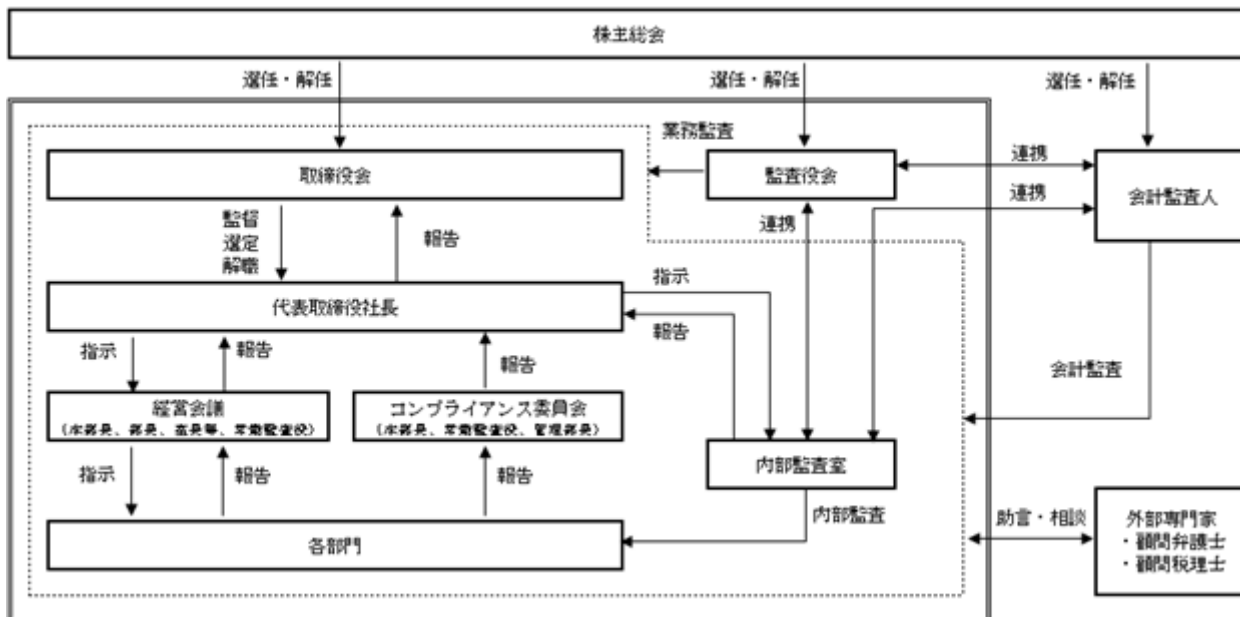 株主総会
選任・解任
選任・解任
選任・解任
業務監査
取締役会
監査役会
連携
会計監査人
連携
監督
選定
解職
報告
連携
代表取締役社長
指示
報告
指示
報告
報告
会計監査
経営会議
(本部長、部長、室長等、常勤監査役)
コンプライアンス委員会
(本部長、常勤監査役、管理部長)
内部監査室
指示
報告
報告
内部監査
各部門
助言・相談
外部専門家
・顧問弁護士
・顧問税理士